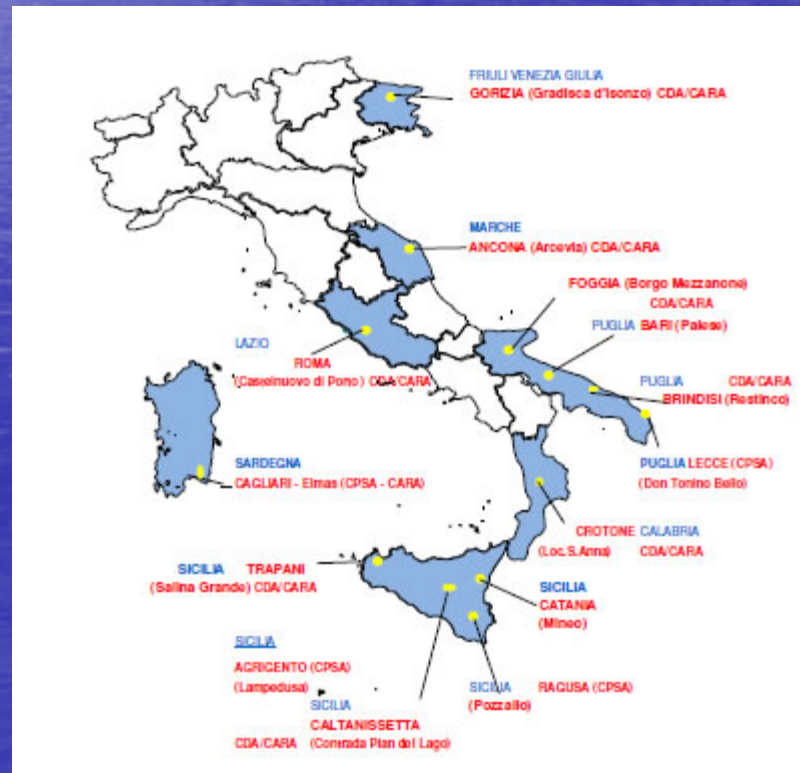 FRIULI VENEZIA GIULIA
GORIZIA (Gradisca d'Isonzo) CDA/CARA
MARCHE
ANCONA (Arcevia) CDA/CARA
FOGGIA (Borgo Mezzanone)
CDA/CARA
PUGLIA BARI (Palese)
LAZIO
ROMA
(Castelnuovo di Porto) CDA/CARA
PUGLIA CDA/CARA
BRINDISI (Restinco)
SARDEGNA
CAGLIARI - Elmas (CPSA - CARA)
PUGLIA LECCE (CPSA)
(Don Tonino Bello)
CROTONE CALABRIA
(Loc.S.Anna) CDA/CARA
SICILIA TRAPANI
(Salina Grande) CDA/CARA
SICILIA
CATANIA
(Mineo)
SICILIA
AGRIGENTO (CPSA)
(Lampedusa)
SICILIA RAGUSA (CPSA)
(Pozzallo)
SICILIA
CALTANISSETTA
CDA/CARA (Contrada Pian del Lago)